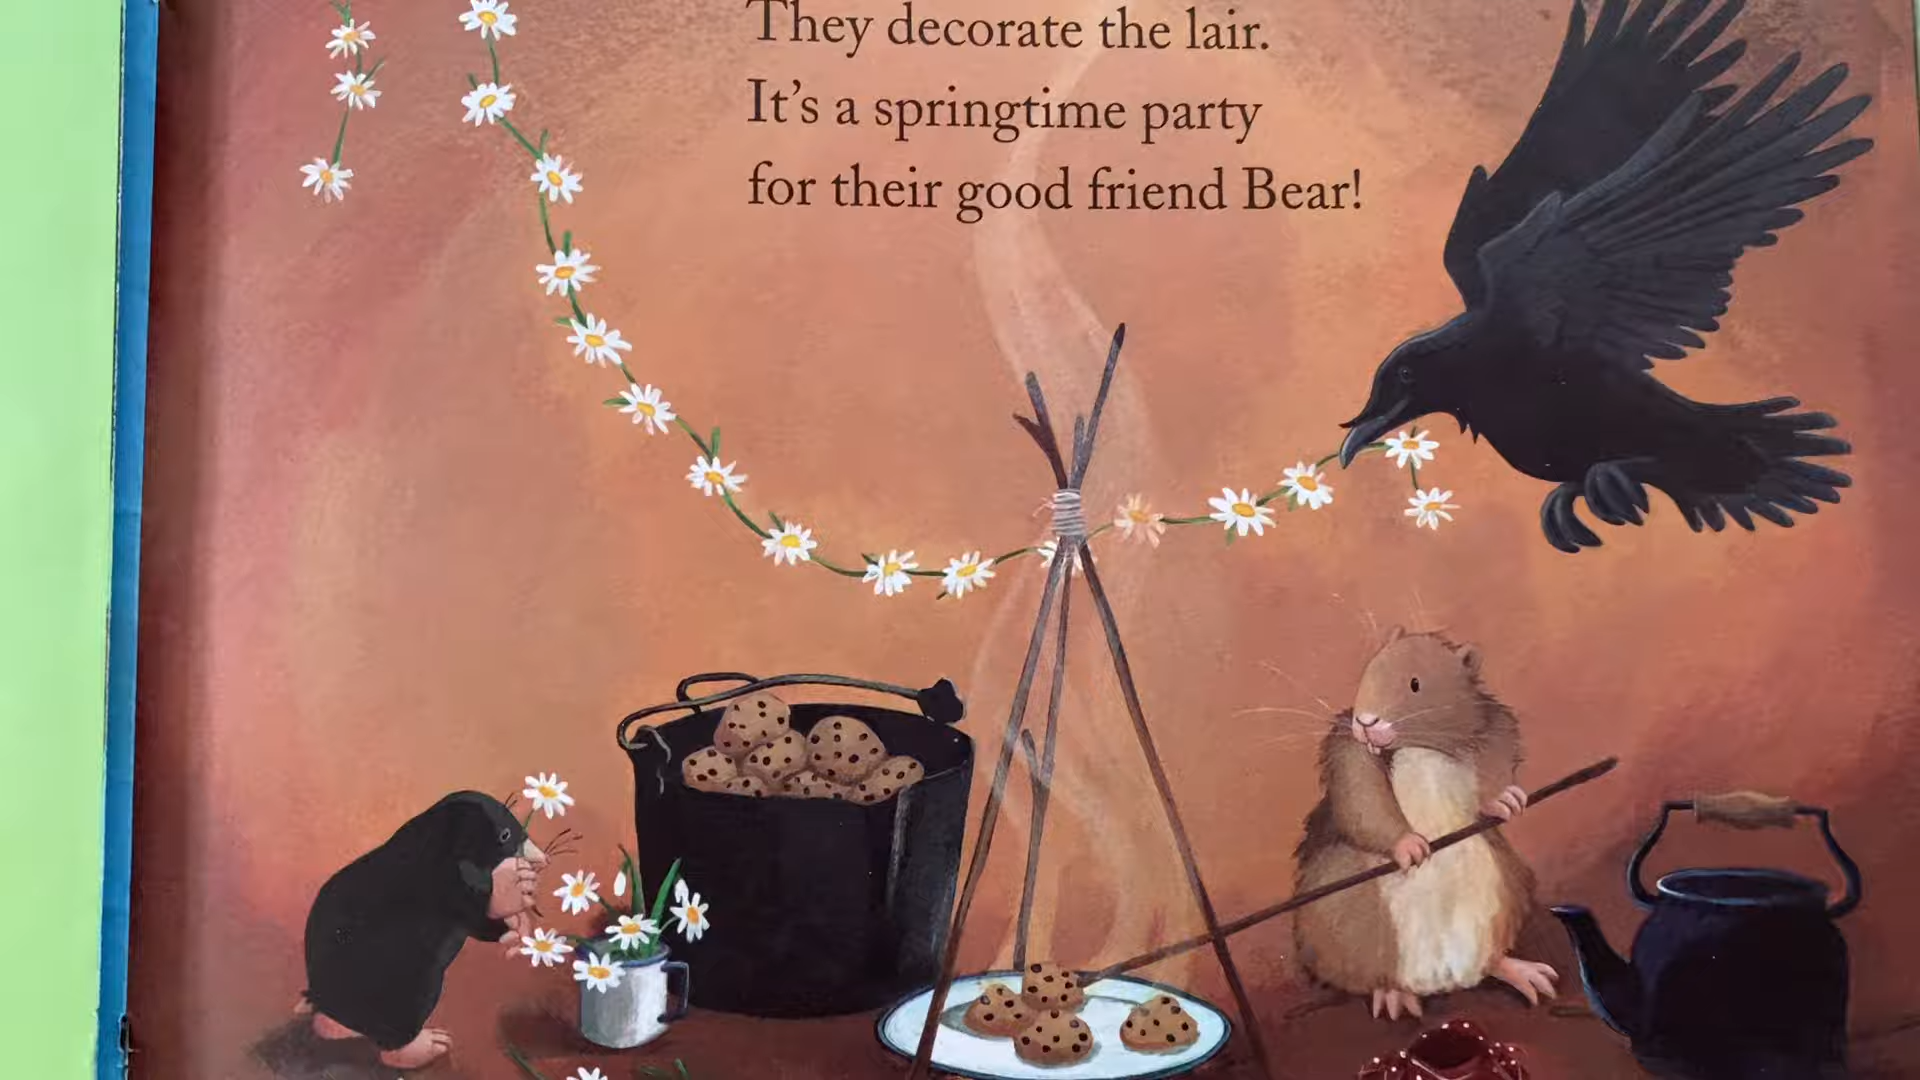 They decorate the lair.
It's a springtime party
for their good friend Bear!